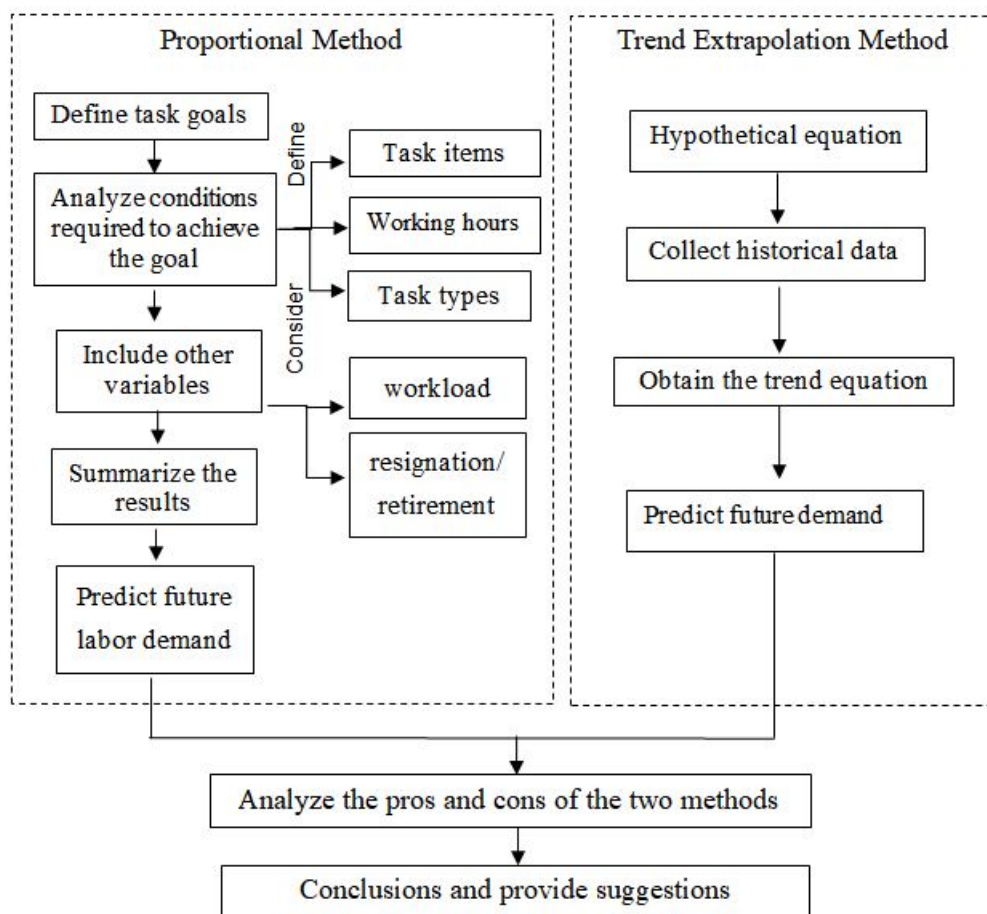 Proportional Method
Define task goals
Analyze conditions
required to achieve
the goal
Define
Task items
Working hours
Task types
Include other
variables
Consider
workload
resignation/
retirement
Summarize the
results
Predict future
labor demand
Trend Extrapolation Method
Hypothetical equation
Collect historical data
Obtain the trend equation
Predict future demand
Analyze the pros and cons of the two methods
Conclusions and provide suggestions